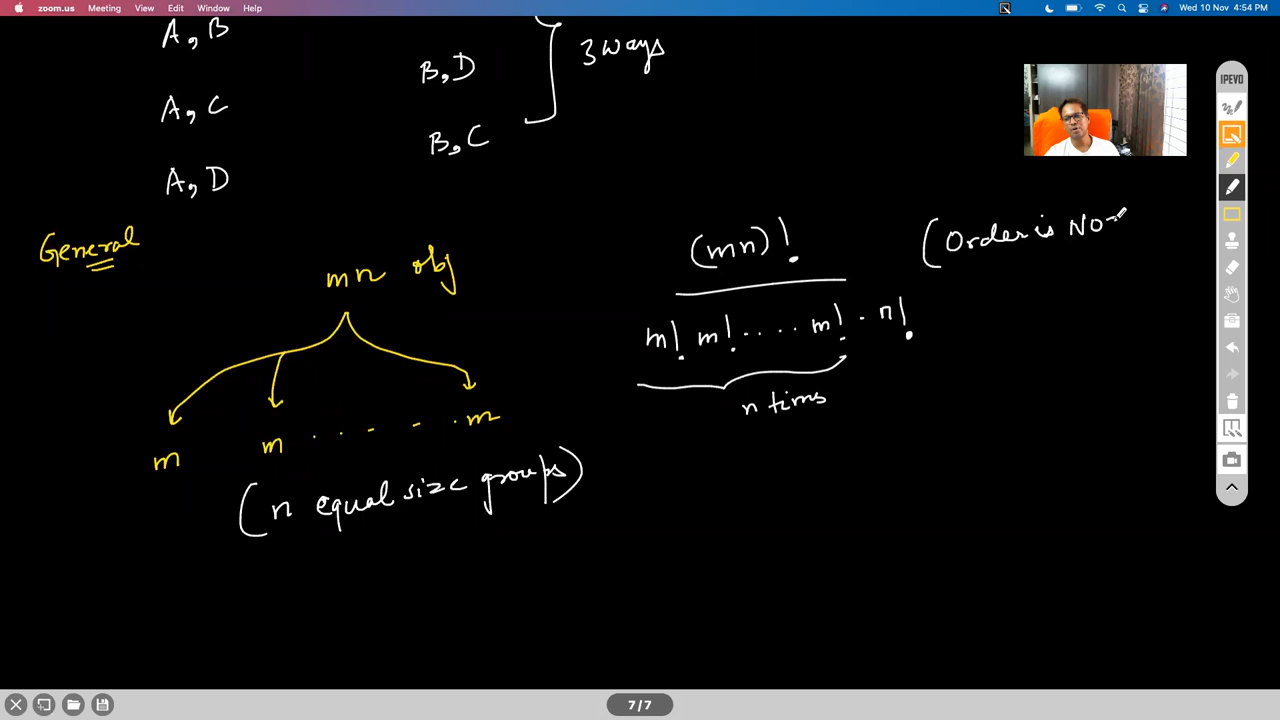 zoom.us Meeting View Edit Window Help Wed 10 Nov 4:54 PM
A, B
B, D
3 ways
A, C
B, C
A, D
IPEVO
General
mn obj
(mn)!
(Order is No
m! m! .... m! . n!
n times
m m . . - - . m
(n equal size groups)
7/7